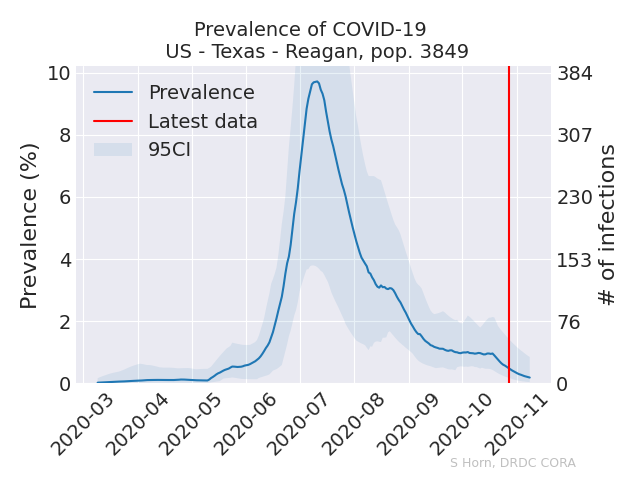 Prevalence of COVID-19
US - Texas - Reagan, pop. 3849
10
8
6
4
2
0
384
307
230
153
76
0
Prevalence (%)
# of infections
Prevalence
Latest data
95CI
2020-03
2020-04
2020-05
2020-06
2020-07
2020-08
2020-09
2020-10
2020-11
S Horn, DRDC CORA